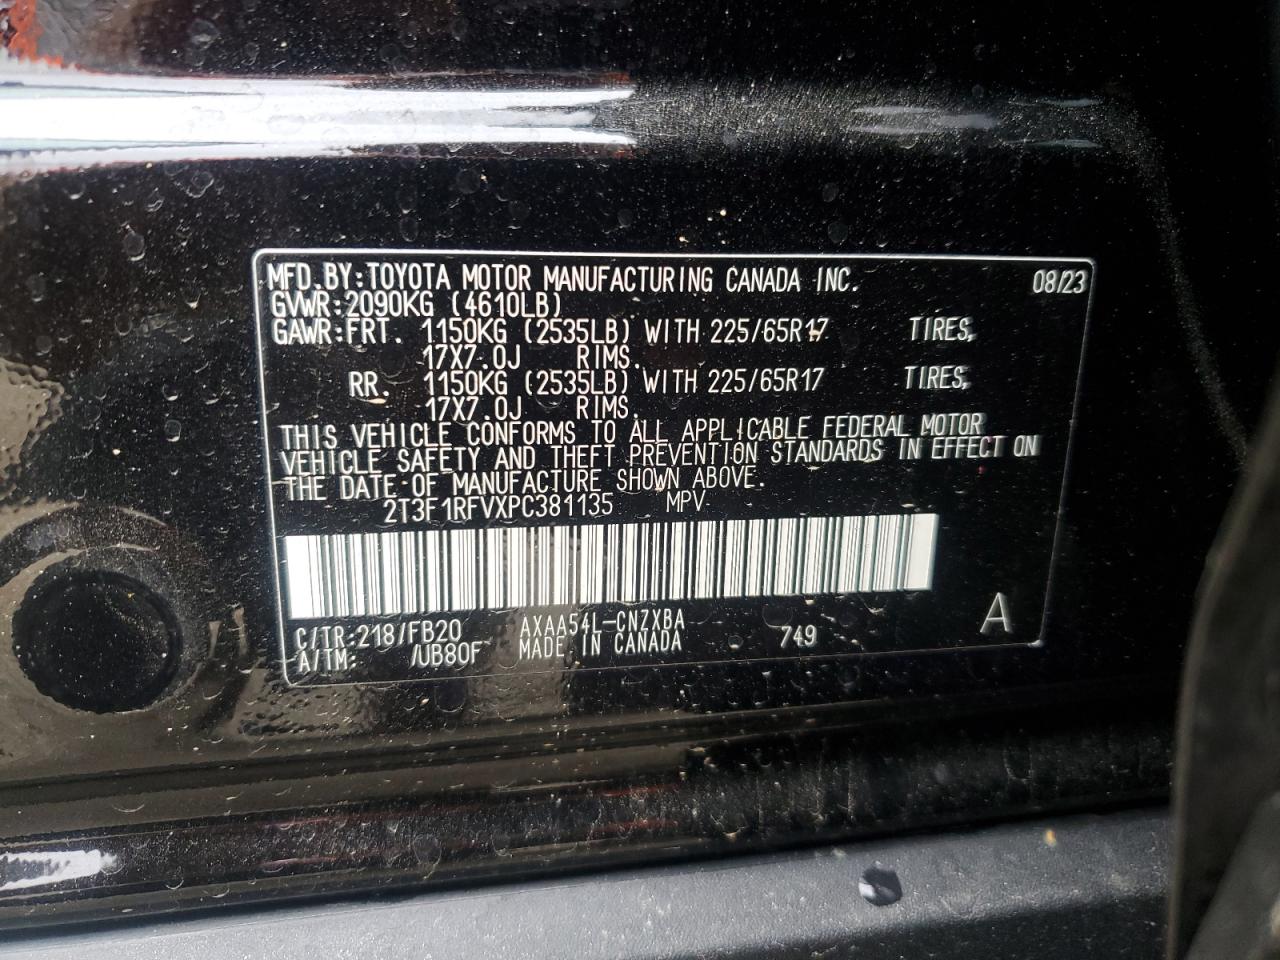 MFD.BY:TOYOTA MOTOR MANUFACTURING CANADA INC. 08/23
GVWR:2090KG (4610LB)
GAWR:FRT. 1150KG (2535LB) WITH 225/65R17 TIRES,
17X7.0J RIMS.
RR. 1150KG (2535LB) WITH 225/65R17 TIRES,
17X7.0J RIMS.
THIS VEHICLE CONFORMS TO ALL APPLICABLE FEDERAL MOTOR
VEHICLE SAFETY AND THEFT PREVENTION STANDARDS IN EFFECT ON
THE DATE OF MANUFACTURE SHOWN ABOVE.
2T3F1RFVXPC381135 MPV
C/TR:218/FB20 AXAA54L-CNZXBA 749 A
A/TM: /UB80F MADE IN CANADA